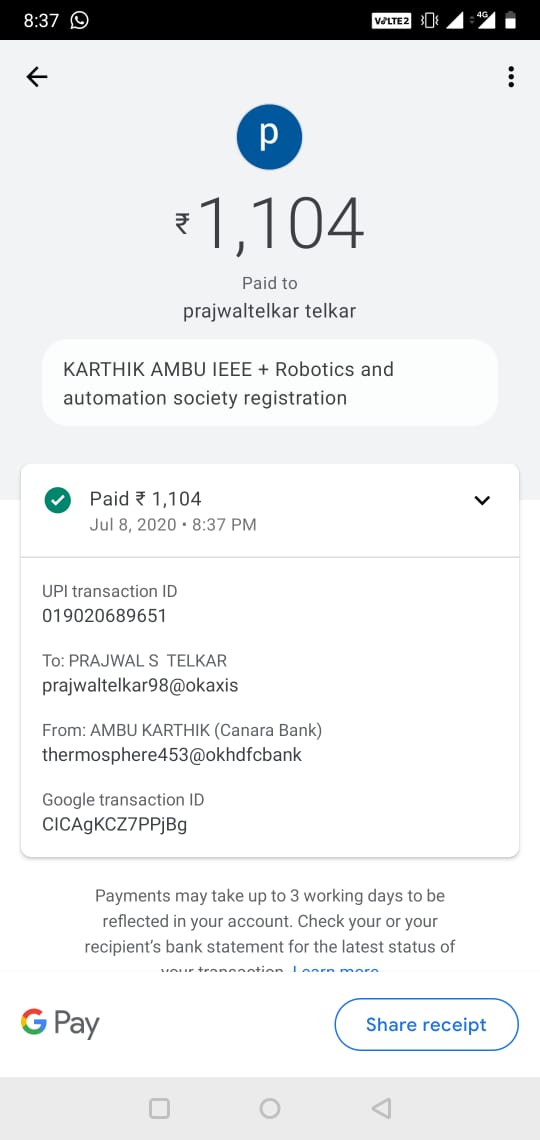 8:37
VoLTE2 4G
p
₹1,104
Paid to
prajwaltelkar telkar
KARTHIK AMBU IEEE + Robotics and
automation society registration
Paid ₹ 1,104
Jul 8, 2020 • 8:37 PM
UPI transaction ID
019020689651
To: PRAJWAL S TELKAR
prajwaltelkar98@okaxis
From: AMBU KARTHIK (Canara Bank)
thermosphere453@okhdfcbank
Google transaction ID
CICAgKCZ7PPjBg
Payments may take up to 3 working days to be
reflected in your account. Check your or your
recipient's bank statement for the latest status of
your transaction. Learn more
G Pay
Share receipt